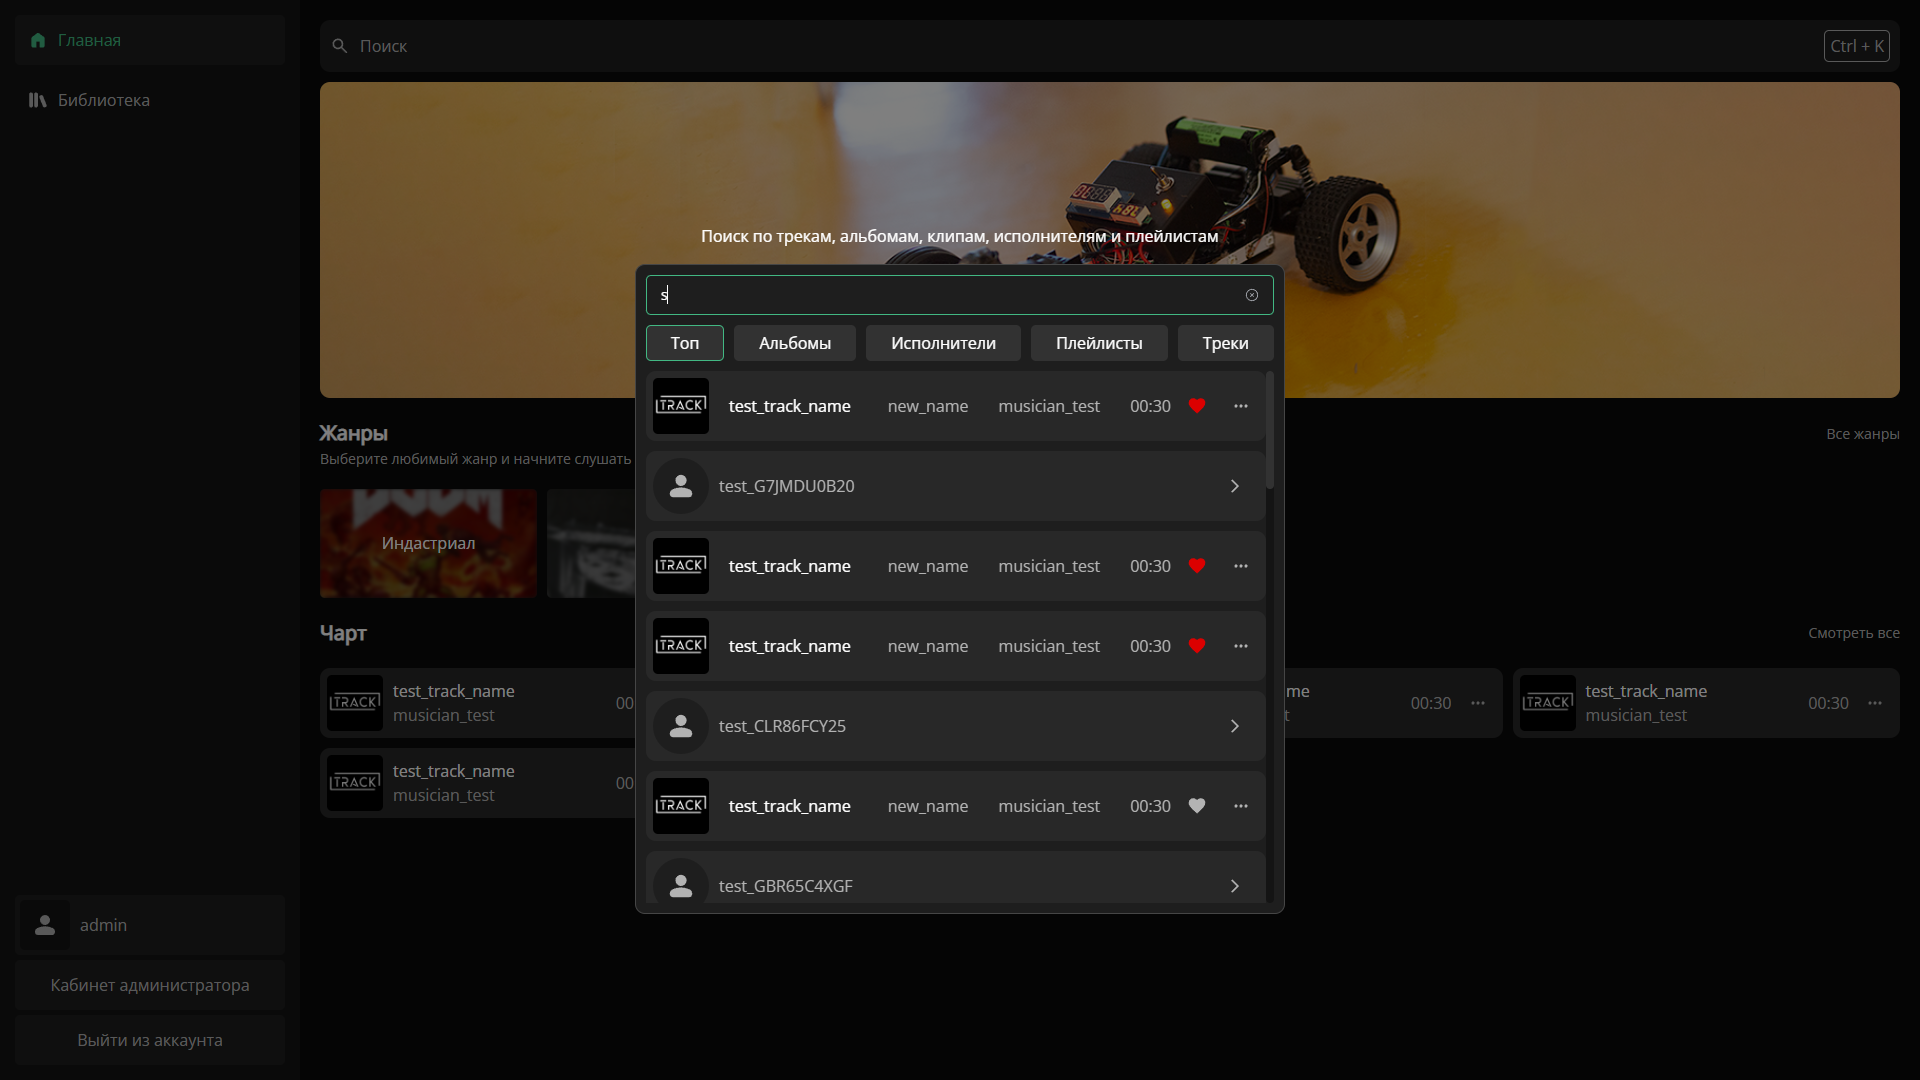 Главная
Библиотека
Поиск
Ctrl + K
Поиск по трекам, альбомам, клипам, исполнителям и плейлистам
s
Топ
Альбомы
Исполнители
Плейлисты
Треки
TRACK
test_track_name
new_name
musician_test
00:30
test_G7JMDU0B20
TRACK
test_track_name
new_name
musician_test
00:30
TRACK
test_track_name
new_name
musician_test
00:30
test_CLR86FCY25
TRACK
test_track_name
new_name
musician_test
00:30
test_GBR65C4XGF
Жанры
Все жанры
Выберите любимый жанр и начните слушать
Индастриал
Чарт
Смотреть все
TRACK
test_track_name
musician_test
00
me
t
00:30
TRACK
test_track_name
musician_test
00:30
TRACK
test_track_name
musician_test
00
admin
Кабинет администратора
Выйти из аккаунта